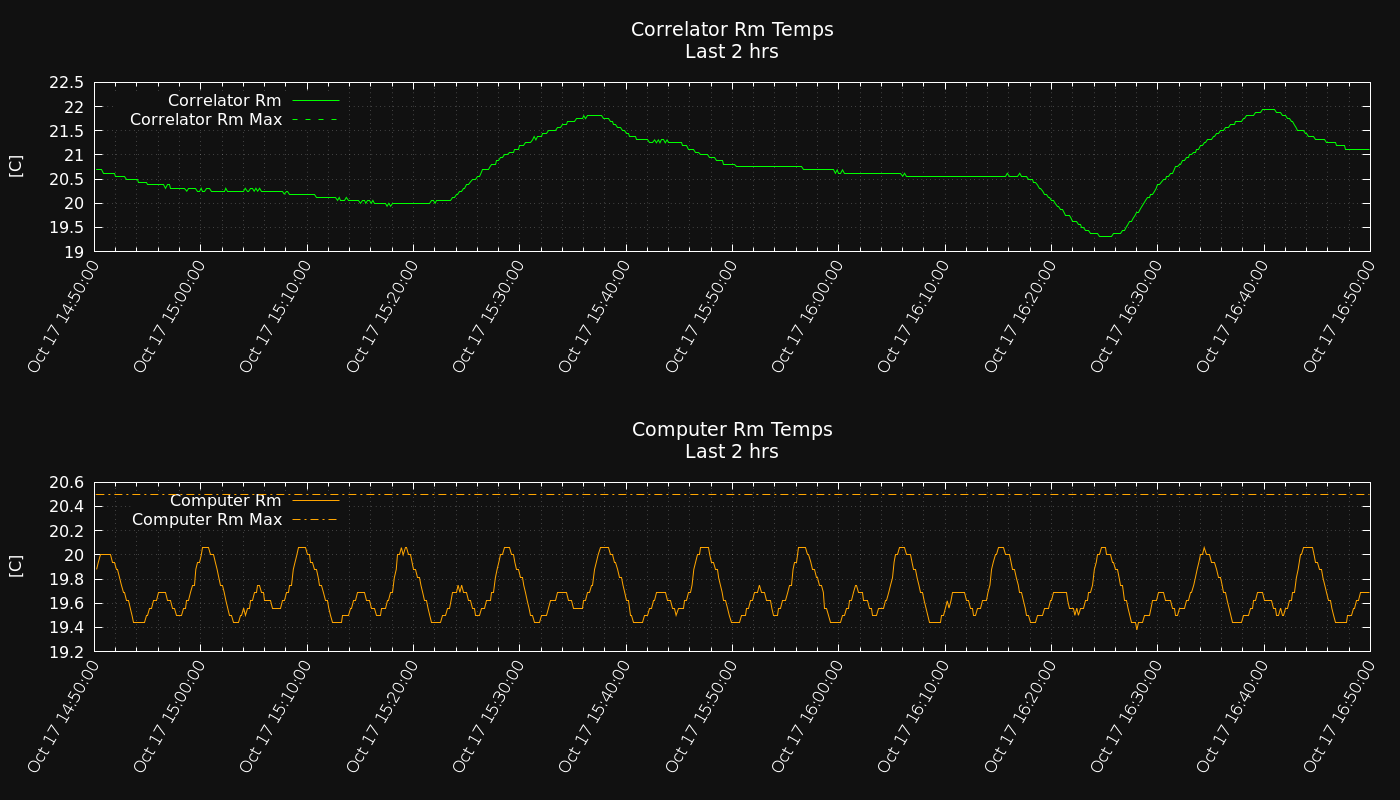 Correlator Rm Temps
Last 2 hrs
22.5
22
21.5
21
20.5
20
19.5
19
[C]
Correlator Rm
Correlator Rm Max
Oct 17 14:50:00
Oct 17 15:00:00
Oct 17 15:10:00
Oct 17 15:20:00
Oct 17 15:30:00
Oct 17 15:40:00
Oct 17 15:50:00
Oct 17 16:00:00
Oct 17 16:10:00
Oct 17 16:20:00
Oct 17 16:30:00
Oct 17 16:40:00
Oct 17 16:50:00
Computer Rm Temps
Last 2 hrs
20.6
20.4
20.2
20
19.8
19.6
19.4
19.2
[C]
Computer Rm
Computer Rm Max
Oct 17 14:50:00
Oct 17 15:00:00
Oct 17 15:10:00
Oct 17 15:20:00
Oct 17 15:30:00
Oct 17 15:40:00
Oct 17 15:50:00
Oct 17 16:00:00
Oct 17 16:10:00
Oct 17 16:20:00
Oct 17 16:30:00
Oct 17 16:40:00
Oct 17 16:50:00